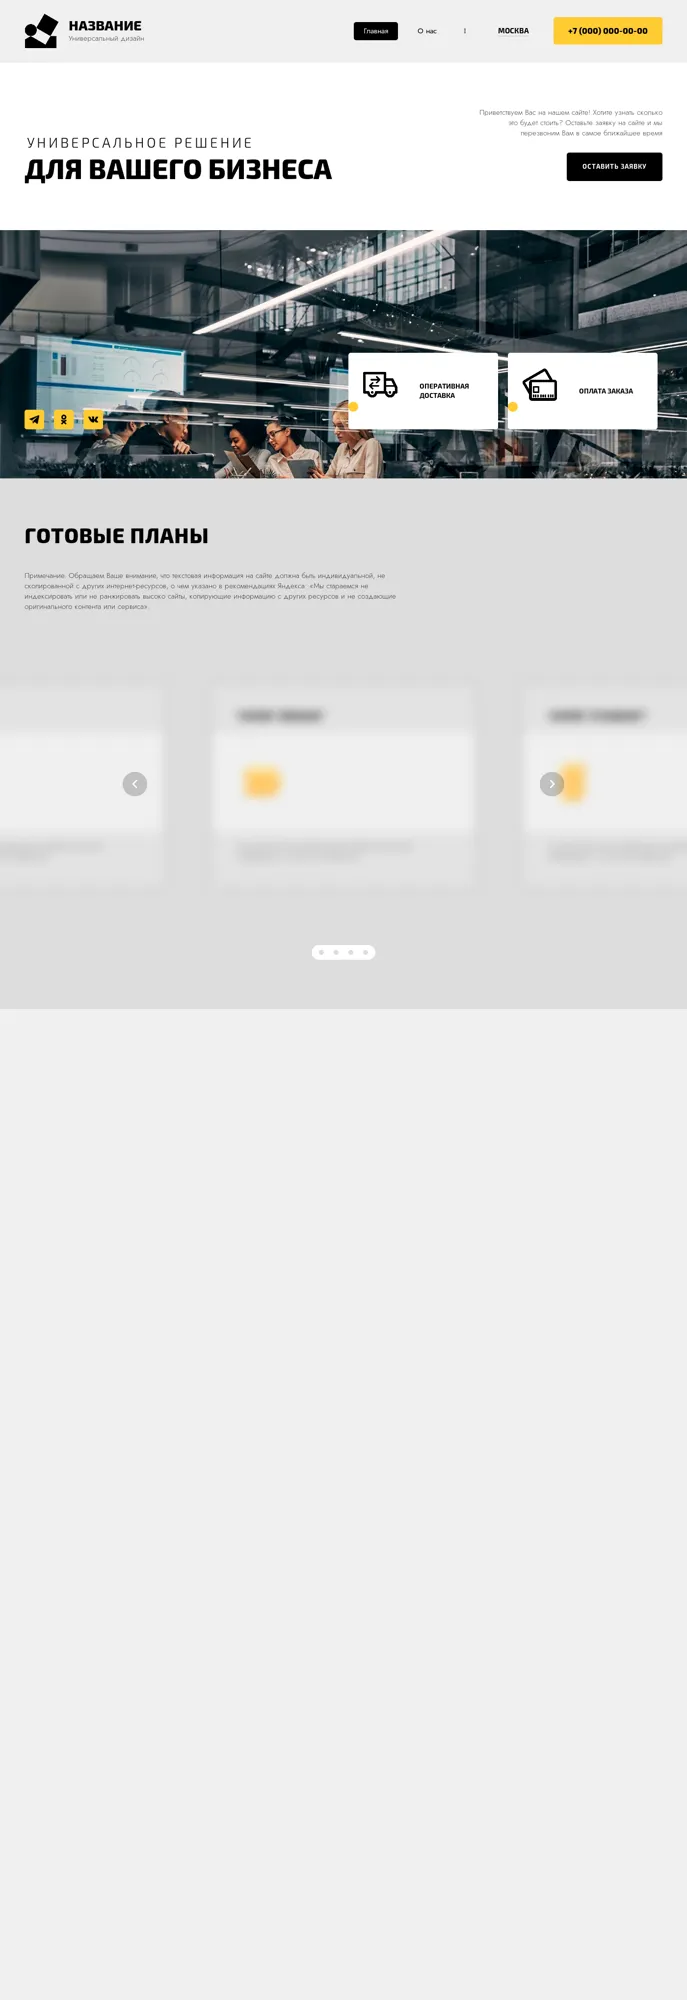 НАЗВАНИЕ
Универсальный дизайн
Главная
О нас
МОСКВА
+7 (000) 000-00-00
Приветствуем Вас на нашем сайте! Хотите узнать сколько
это будет стоить? Оставьте заявку на сайте и мы
перезвоним Вам в самое ближайшее время
УНИВЕРСАЛЬНОЕ РЕШЕНИЕ
ДЛЯ ВАШЕГО БИЗНЕСА
ОСТАВИТЬ ЗАЯВКУ
ОПЕРАТИВНАЯ
ДОСТАВКА
ОПЛАТА ЗАКАЗА
ГОТОВЫЕ ПЛАНЫ
Примечание: Обращаем Ваше внимание, что текстовая информация на сайте должна быть индивидуальной, не
скопированной с других интернет-ресурсов, о чем указано в рекомендациях Яндекса: «Мы стараемся не
индексировать или не ранжировать высоко сайты, копирующие информацию с других ресурсов и не создающие
оригинального контента или сервиса».